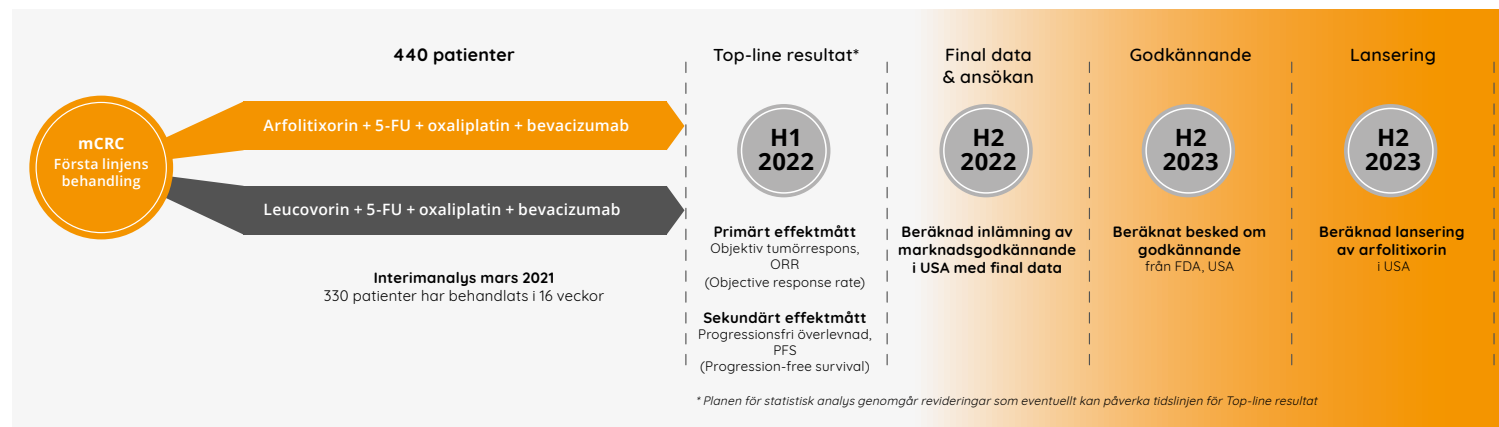 440 patienter
mCRC
Första linjens
behandling
Arfolitixorin + 5-FU + oxaliplatin + bevacizumab
Leucovorin + 5-FU + oxaliplatin + bevacizumab
Interimanalys mars 2021
330 patienter har behandlats i 16 veckor
Top-line resultat*
H1
2022
Primärt effektmått
Objektiv tumörrespons,
ORR
(Objective response rate)
Sekundärt effektmått
Progressionsfri överlevnad,
PFS
(Progression-free survival)
Final data
& ansökan
H2
2022
Beräknad inlämning av
marknadsgodkännande
i USA med final data
Godkännande
H2
2023
Beräknat besked om
godkännande
från FDA, USA
Lansering
H2
2023
Beräknad lansering
av arfolitixorin
i USA
* Planen för statistisk analys genomgår revideringar som eventuellt kan påverka tidslinjen för Top-line resultat